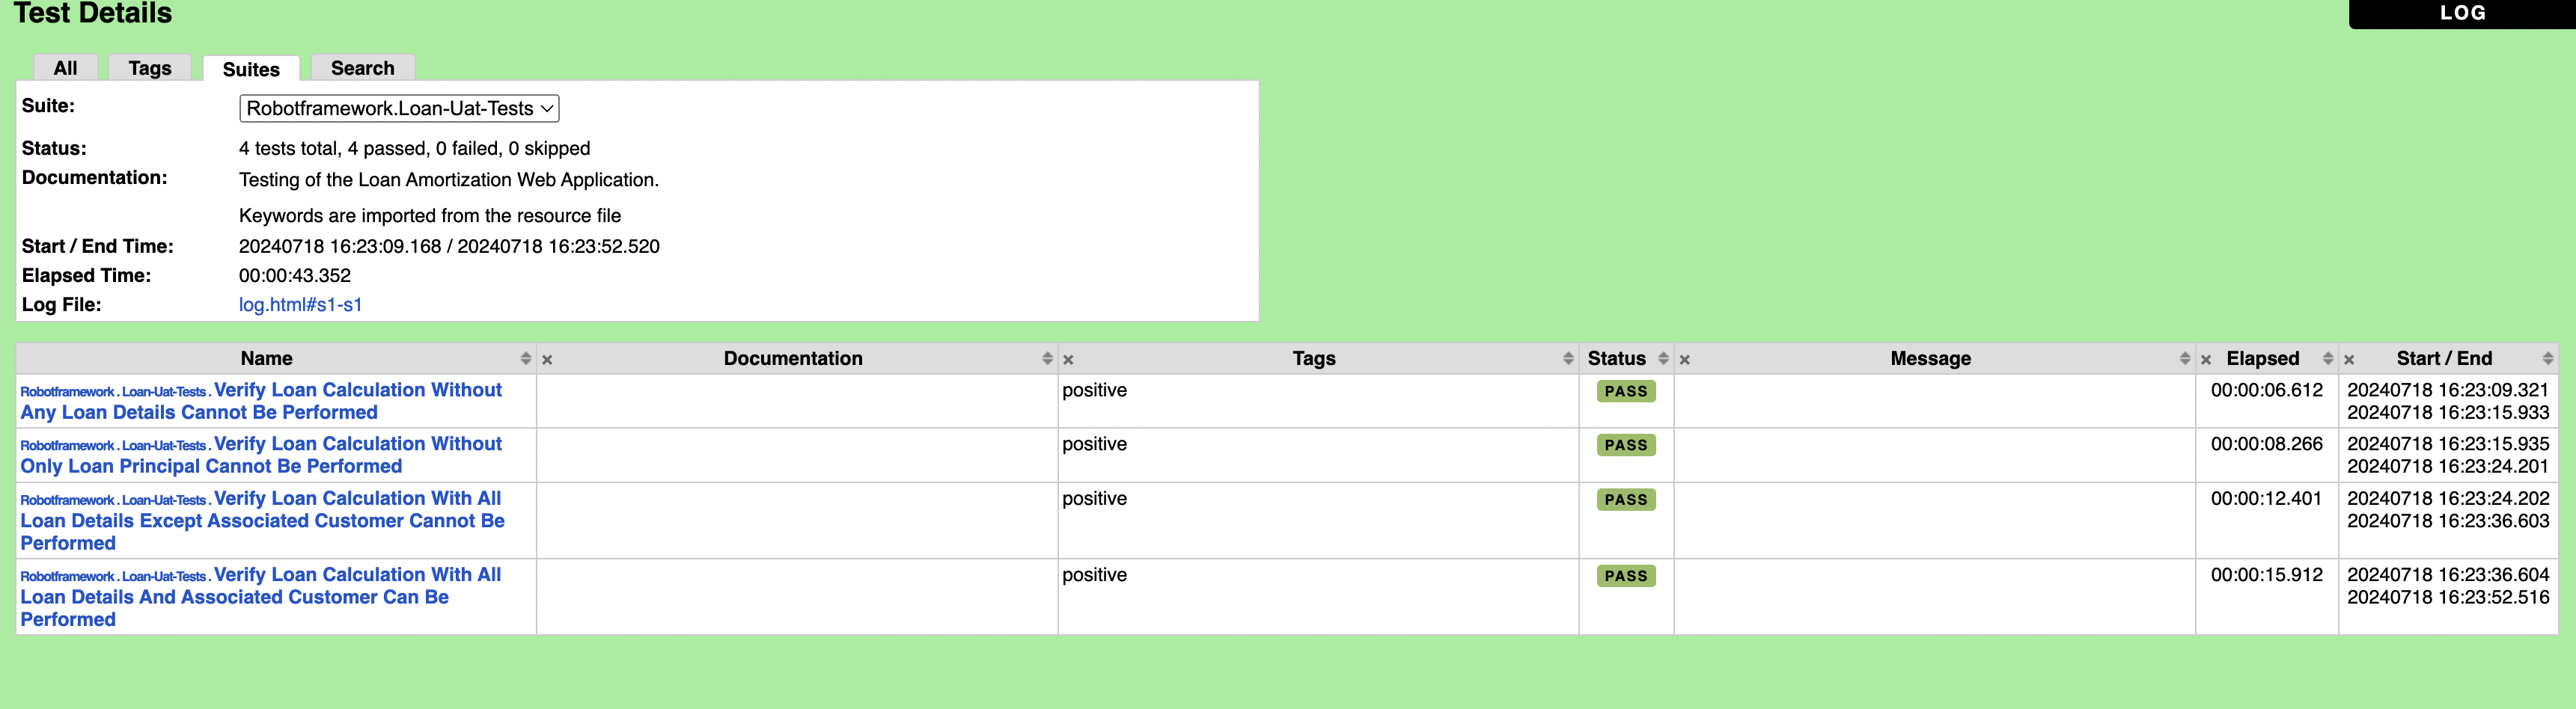 Test Details
LOG
All Tags Suites Search
Suite: Robotframework.Loan-Uat-Tests
Status: 4 tests total, 4 passed, 0 failed, 0 skipped
Documentation: Testing of the Loan Amortization Web Application.
Keywords are imported from the resource file
Start / End Time: 20240718 16:23:09.168 / 20240718 16:23:52.520
Elapsed Time: 00:00:43.352
Log File: log.html#s1-s1
Name × Documentation × Tags Status × Message × Elapsed × Start / End
Robotframework . Loan-Uat-Tests . Verify Loan Calculation Without positive PASS 00:00:06.612 20240718 16:23:09.321
Any Loan Details Cannot Be Performed 20240718 16:23:15.933
Robotframework . Loan-Uat-Tests . Verify Loan Calculation Without positive PASS 00:00:08.266 20240718 16:23:15.935
Only Loan Principal Cannot Be Performed 20240718 16:23:24.201
Robotframework . Loan-Uat-Tests . Verify Loan Calculation With All positive PASS 00:00:12.401 20240718 16:23:24.202
Loan Details Except Associated Customer Cannot Be 20240718 16:23:36.603
Performed
Robotframework . Loan-Uat-Tests . Verify Loan Calculation With All positive PASS 00:00:15.912 20240718 16:23:36.604
Loan Details And Associated Customer Can Be 20240718 16:23:52.516
Performed